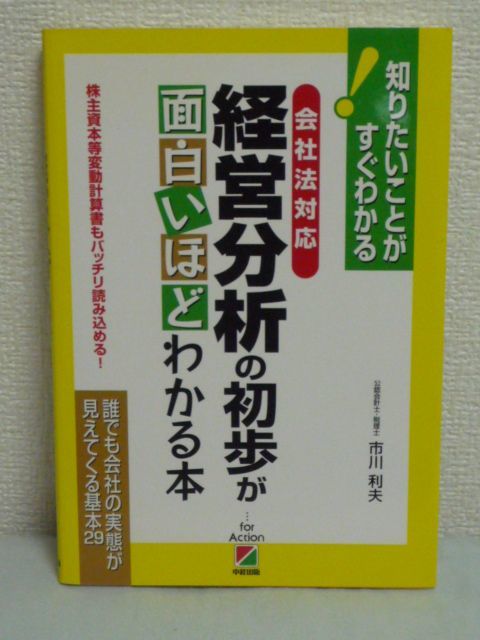 知りたいことが
すぐわかる
!
会社法対応
経営分析の初歩が
面白いほど
わかる本
株主資本等変動計算書もバッチリ読み込める!
公認会計士・税理士 市川 利夫
…for
Action
中経出版
誰でも会社の実態が
見えてくる基本29